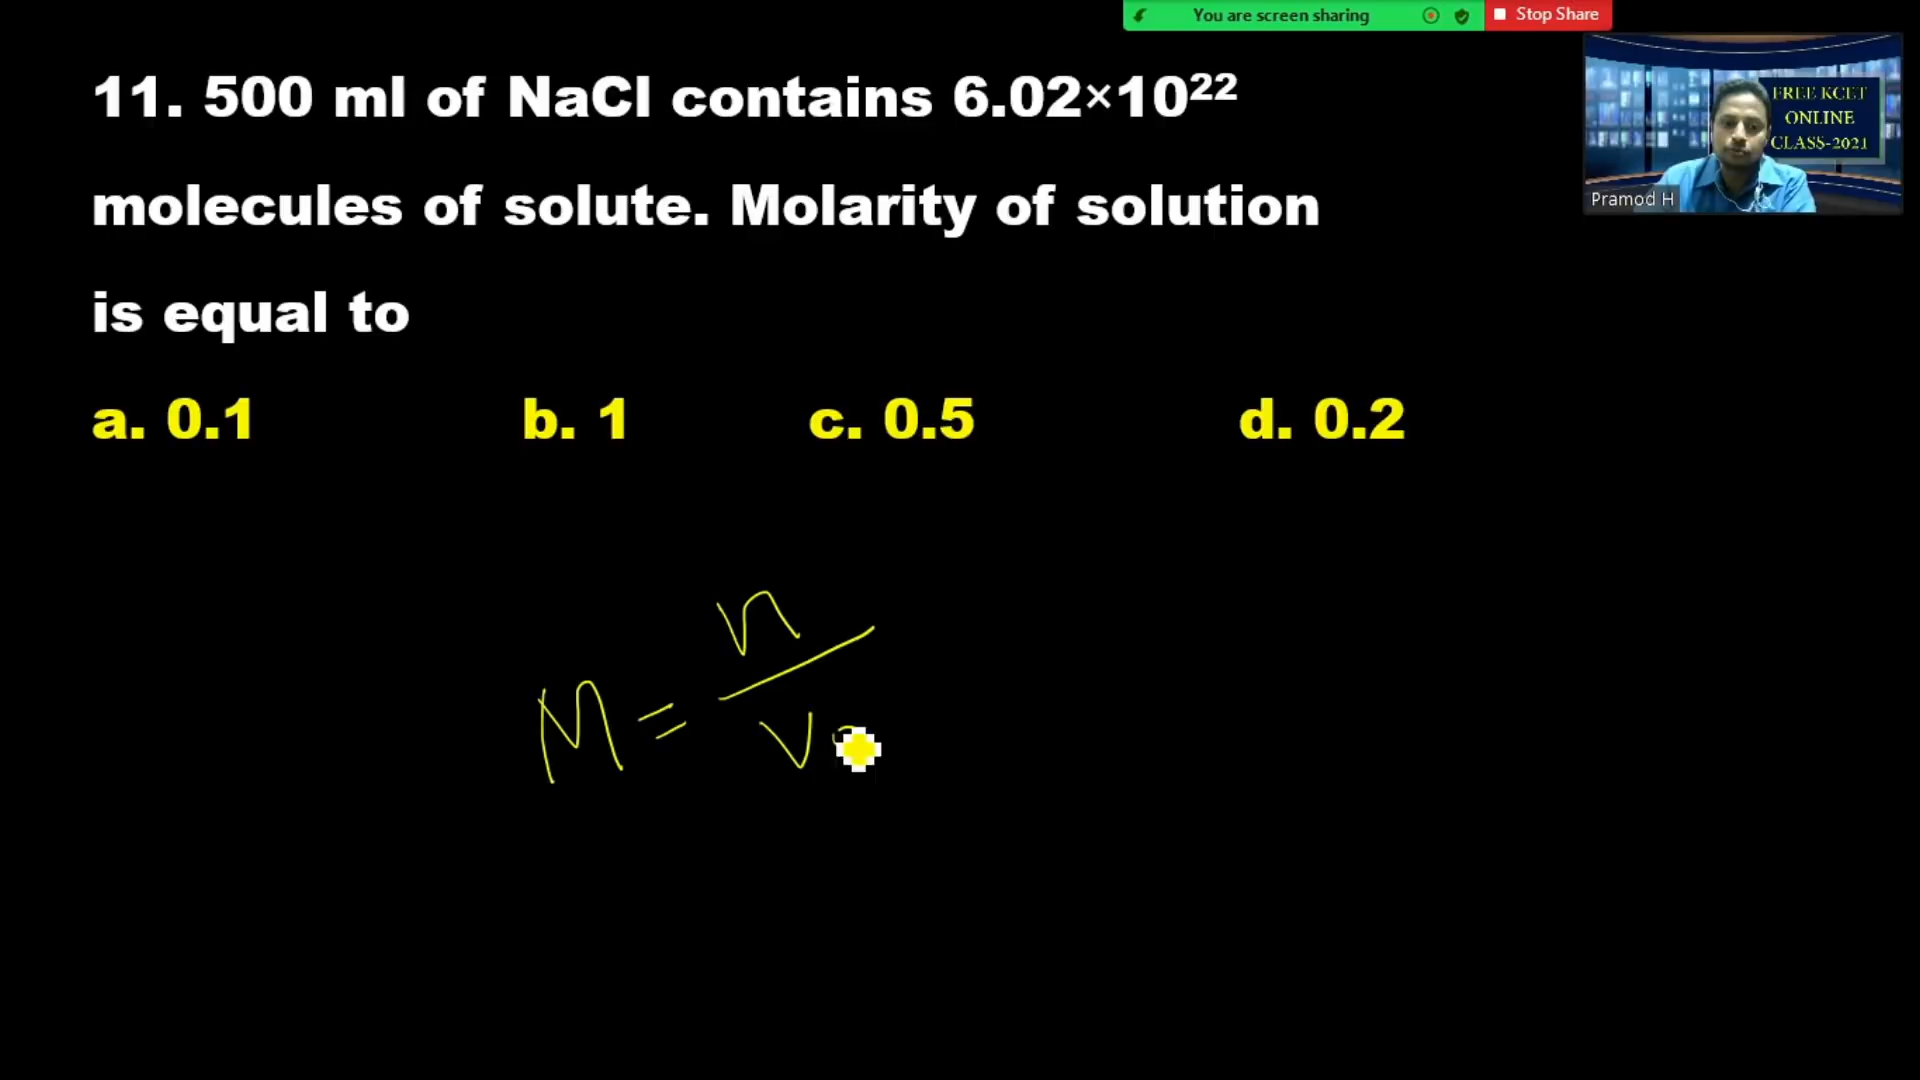 You are screen sharing Stop Share
11. 500 ml of NaCl contains 6.02×10²²
molecules of solute. Molarity of solution
is equal to
a. 0.1 b. 1 c. 0.5 d. 0.2
FREE KCET
ONLINE
CLASS-2021
Pramod H
n
M =
V